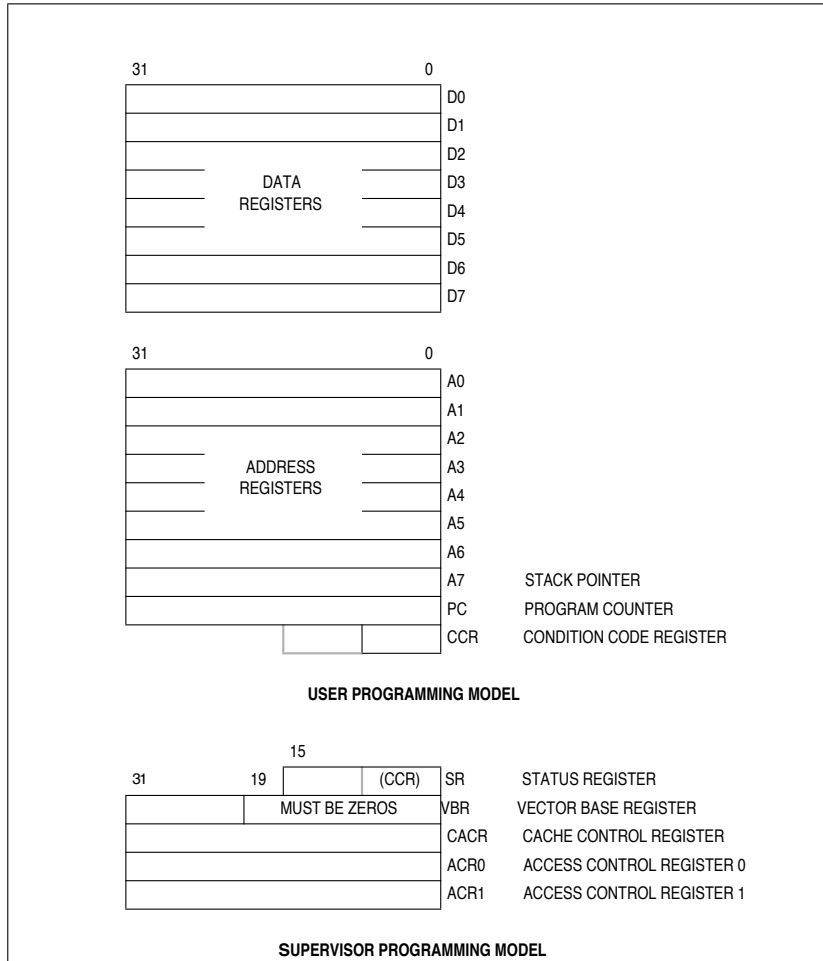 31 0
D0
D1
D2
DATA D3
REGISTERS
D4
D5
D6
D7
31 0
A0
A1
A2
ADDRESS A3
REGISTERS A4
A5
A6
A7 STACK POINTER
PC PROGRAM COUNTER
CCR CONDITION CODE REGISTER
USER PROGRAMMING MODEL
15
31 19 (CCR) SR STATUS REGISTER
MUST BE ZEROS VBR VECTOR BASE REGISTER
CACR CACHE CONTROL REGISTER
ACR0 ACCESS CONTROL REGISTER 0
ACR1 ACCESS CONTROL REGISTER 1
SUPERVISOR PROGRAMMING MODEL